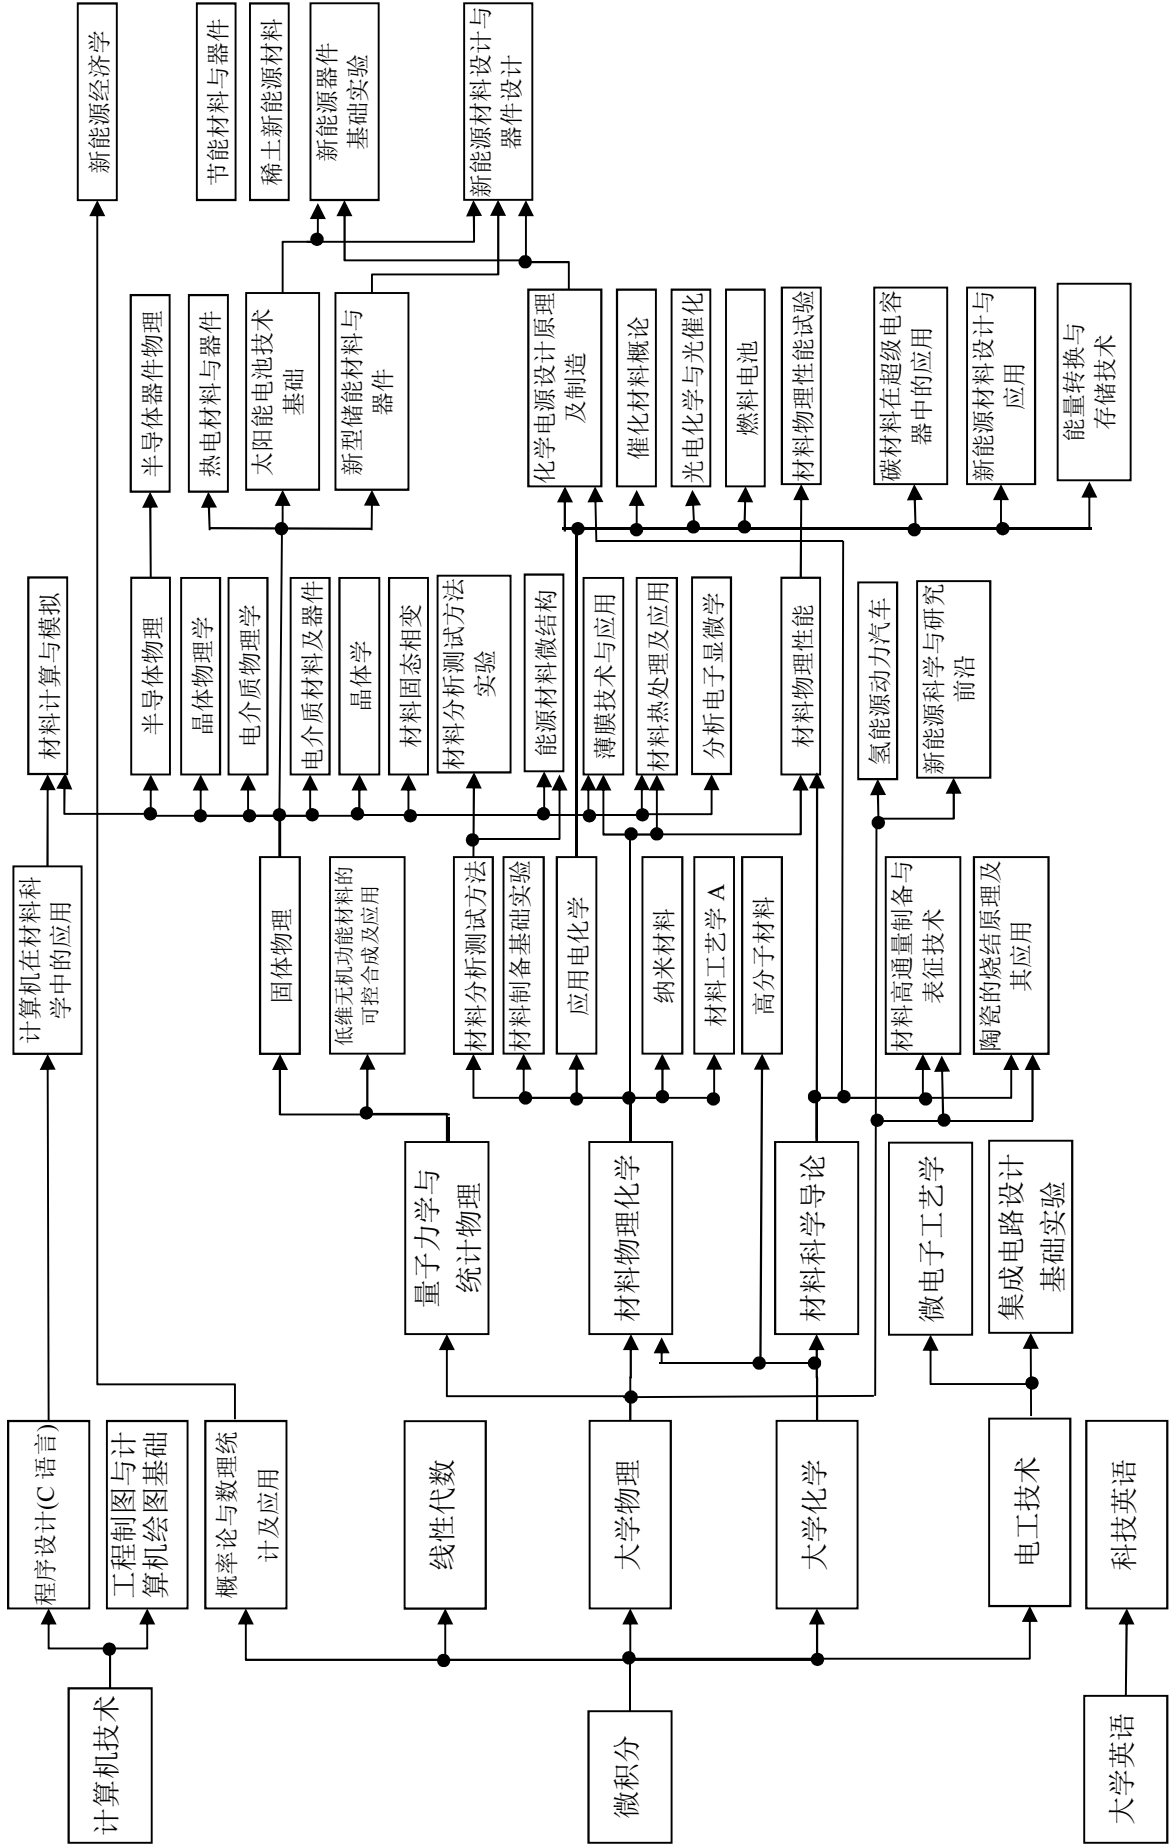 计算机技术
微积分
大学英语
程序设计(C 语言)
工程制图与计
算机绘图基础
概率论与数理统
计及应用
线性代数
大学物理
大学化学
电工技术
科技英语
量子力学与
统计物理
材料物理化学
材料科学导论
微电子工艺学
集成电路设计
基础实验
计算机在材料科
学中的应用
固体物理
低维无机功能材料的
可控合成及应用
材料分析测试方法
材料制备基础实验
应用电化学
纳米材料
材料工艺学 A
高分子材料
材料高通量制备与
表征技术
陶瓷的烧结原理及
其应用
材料计算与模拟
半导体物理
晶体物理学
电介质物理学
电介质材料及器件
晶体学
材料固态相变
材料分析测试方法
实验
能源材料微结构
薄膜技术与应用
材料热处理及应用
分析电子显微学
材料物理性能
氢能源动力汽车
新能源科学与研究
前沿
半导体器件物理
热电材料与器件
太阳能电池技术
基础
新型储能材料与
器件
化学电源设计原理
及制造
催化材料概论
光电化学与光催化
燃料电池
材料物理性能试验
碳材料在超级电容
器中的应用
新能源材料设计与
应用
能量转换与
存储技术
新能源经济学
节能材料与器件
稀土新能源材料
新能源器件
基础实验
新能源材料设计与
器件设计